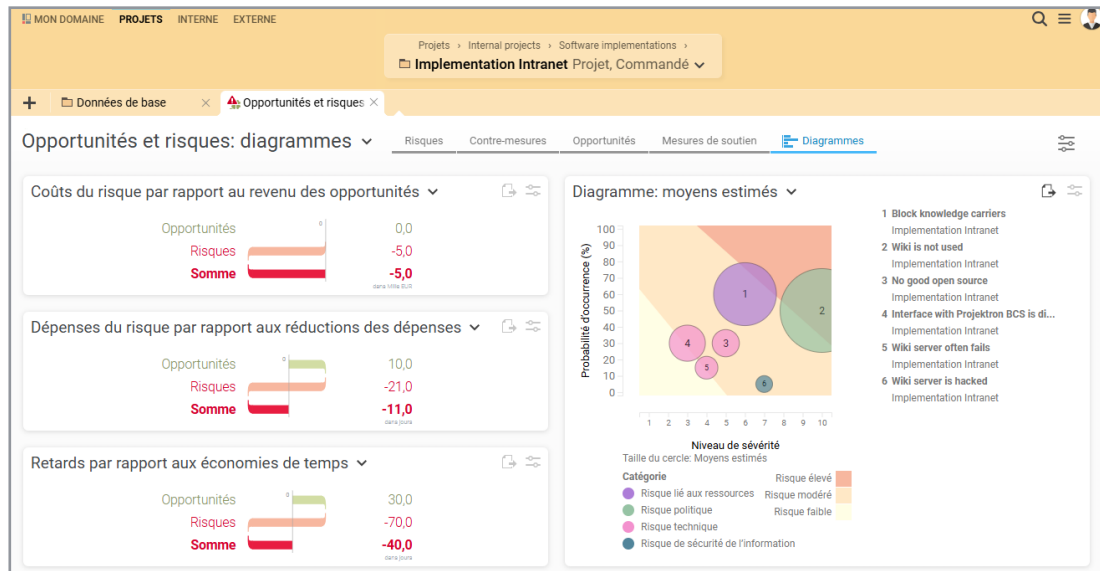 MON DOMAINE PROJETS INTERNE EXTERNE
Projets › Internal projects › Software implementations ›
Implementation Intranet Projet, Commandé
+ Données de base × Opportunités et risques ×
Opportunités et risques: diagrammes Risques Contre-mesures Opportunités Mesures de soutien Diagrammes
Coûts du risque par rapport au revenu des opportunités
0
Opportunités 0,0
Risques -5,0
Somme -5,0
dans Mille EUR
Dépenses du risque par rapport aux réductions des dépenses
0
Opportunités 10,0
Risques -21,0
Somme -11,0
dans jours
Retards par rapport aux économies de temps
0
Opportunités 30,0
Risques -70,0
Somme -40,0
dans jours
Diagramme: moyens estimés
Probabilité d'occurrence (%)
100
90
80
70
60
50
40
30
20
10
0
1
2
4
3
5
6
1 2 3 4 5 6 7 8 9 10
Niveau de sévérité
Taille du cercle: Moyens estimés
Catégorie
Risque lié aux ressources
Risque politique
Risque technique
Risque de sécurité de l'information
Risque élevé
Risque modéré
Risque faible
1 Block knowledge carriers
Implementation Intranet
2 Wiki is not used
Implementation Intranet
3 No good open source
Implementation Intranet
4 Interface with Projektron BCS is di...
Implementation Intranet
5 Wiki server often fails
Implementation Intranet
6 Wiki server is hacked
Implementation Intranet